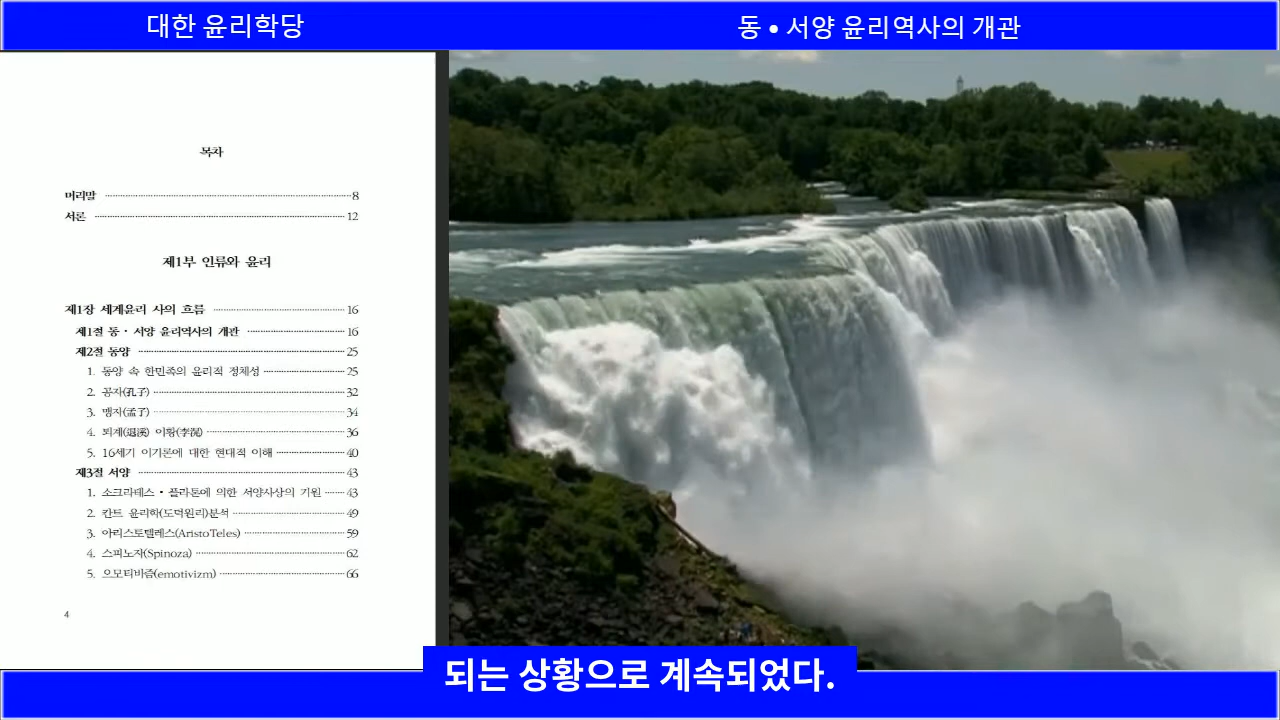 대한 윤리학당
동 • 서양 윤리역사의 개관
목차
머리말 8
서론 12
제1부 인류와 윤리
제1장 세계윤리 사의 흐름 16
제1절 동・서양 윤리역사의 개관 16
제2절 동양 25
1. 동양 속 한민족의 윤리적 정체성 25
2. 공자(孔子) 32
3. 맹자(孟子) 34
4. 퇴계(退溪) 이황(李滉) 36
5. 16세기 이기론에 대한 현대적 이해 40
제3절 서양 43
1. 소크라테스・플라톤에 의한 서양사상의 기원 43
2. 칸트 윤리학(도덕원리)분석 49
3. 아리스토텔레스(AristoTeles) 59
4. 스피노자(Spinoza) 62
5. 으모티비즘(emotivizm) 66
4
되는 상황으로 계속되었다.